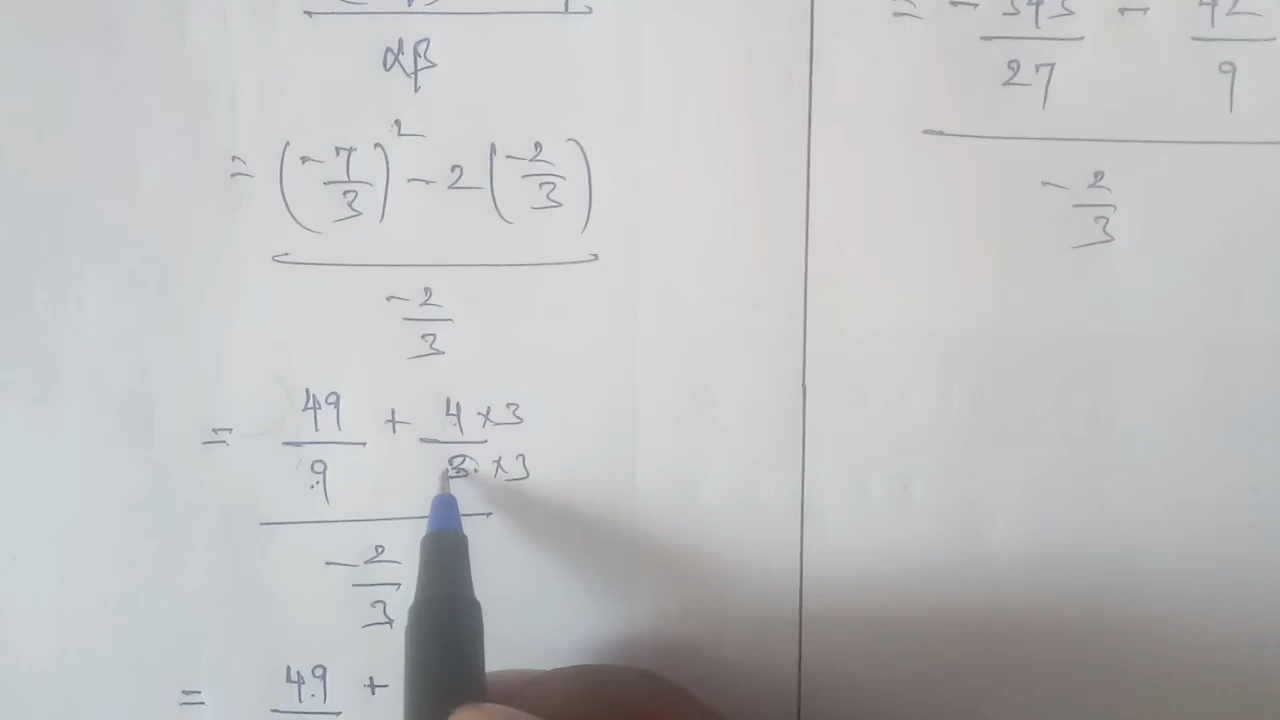 αβ
= (-7/3)² - 2(-2/3)
-2/3
= 49/9 + 4×3/3×3
-2/3
= 49 +
27 9
-2/3